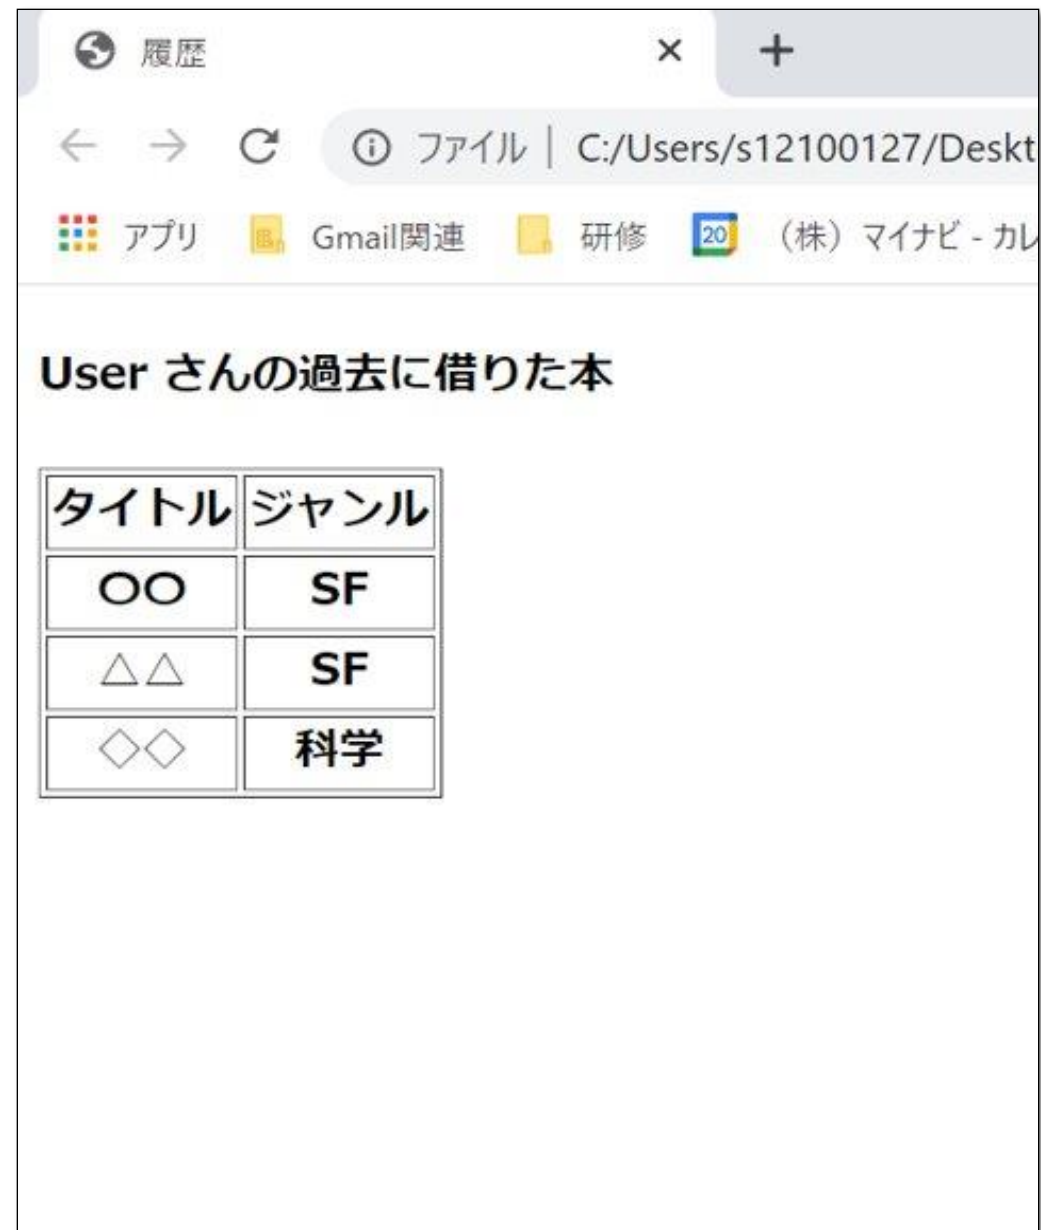 履歴
ファイル | C:/Users/s12100127/Deskt
アプリ Gmail関連 研修 20 （株）マイナビ - カレ
User さんの過去に借りた本
タイトル ジャンル
〇〇 SF
△△ SF
◇◇ 科学